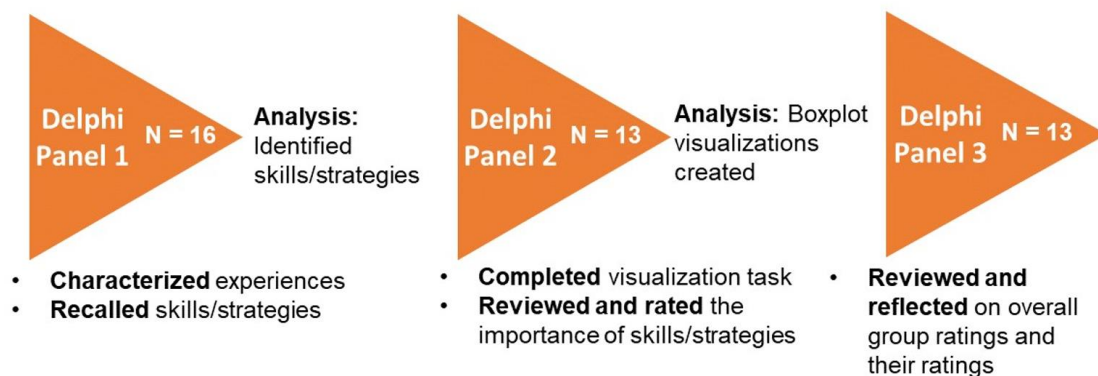 Delphi
Panel 1
N = 16
Analysis:
Identified
skills/strategies
• Characterized experiences
• Recalled skills/strategies
Delphi
Panel 2
N = 13
Analysis: Boxplot
visualizations
created
• Completed visualization task
• Reviewed and rated the
importance of skills/strategies
Delphi
Panel 3
N = 13
• Reviewed and
reflected on overall
group ratings and
their ratings